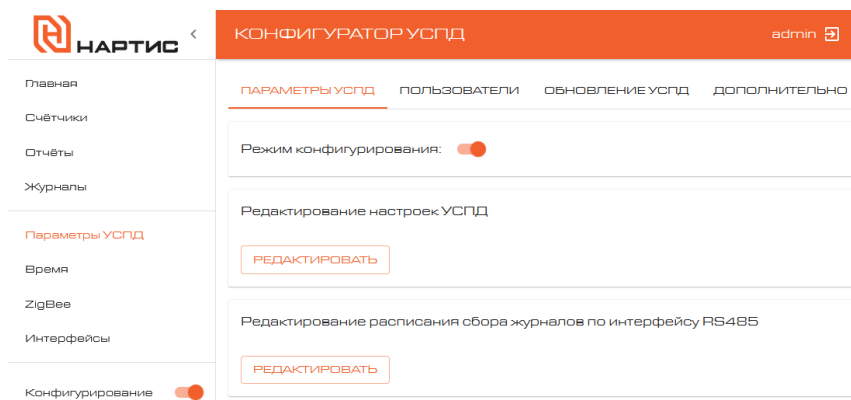 НАРТИС
КОНФИГУРАТОР УСПД
admin
Главная
Счётчики
Отчёты
Журналы
Параметры УСПД
Время
ZigBee
Интерфейсы
Конфигурирование
ПАРАМЕТРЫ УСПД ПОЛЬЗОВАТЕЛИ ОБНОВЛЕНИЕ УСПД ДОПОЛНИТЕЛЬНО
Режим конфигурирования:
Редактирование настроек УСПД
РЕДАКТИРОВАТЬ
Редактирование расписания сбора журналов по интерфейсу RS485
РЕДАКТИРОВАТЬ